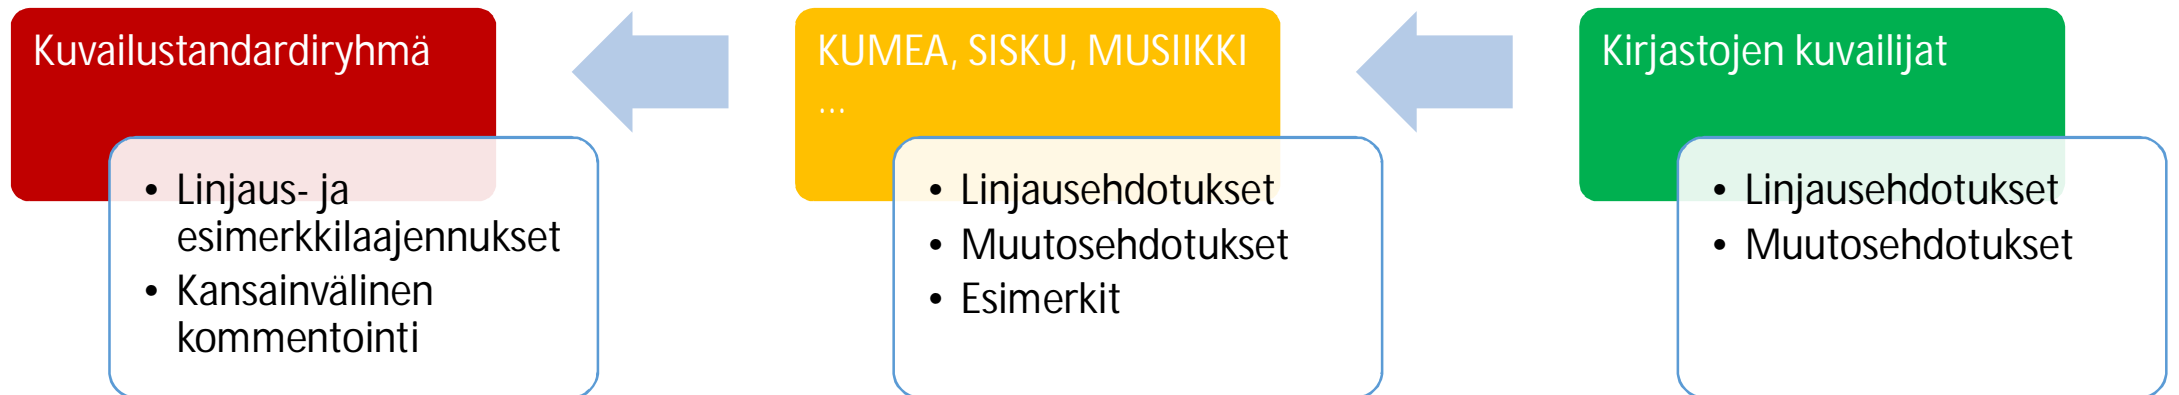 Kuvailustandardiryhmä
• Linjaus- ja
esimerkkilaajennukset
• Kansainvälinen
kommentointi
KUMEA, SISKU, MUSIIKKI
...
• Linjausehdotukset
• Muutosehdotukset
• Esimerkit
Kirjastojen kuvailijat
• Linjausehdotukset
• Muutosehdotukset